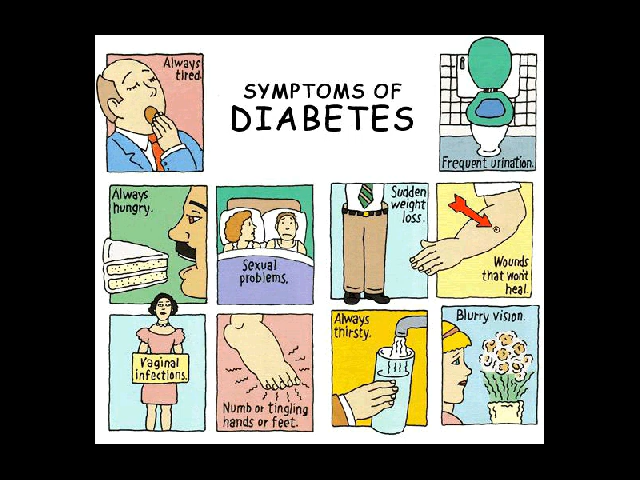 Always
tired.
SYMPTOMS OF
DIABETES
Frequent urination.
Always
hungry.
Sexual
problems.
Sudden
weight
loss.
Wounds
that won't
heal.
Vaginal
infections.
Numb or tingling
hands or feet.
Always
thirsty.
Blurry vision.